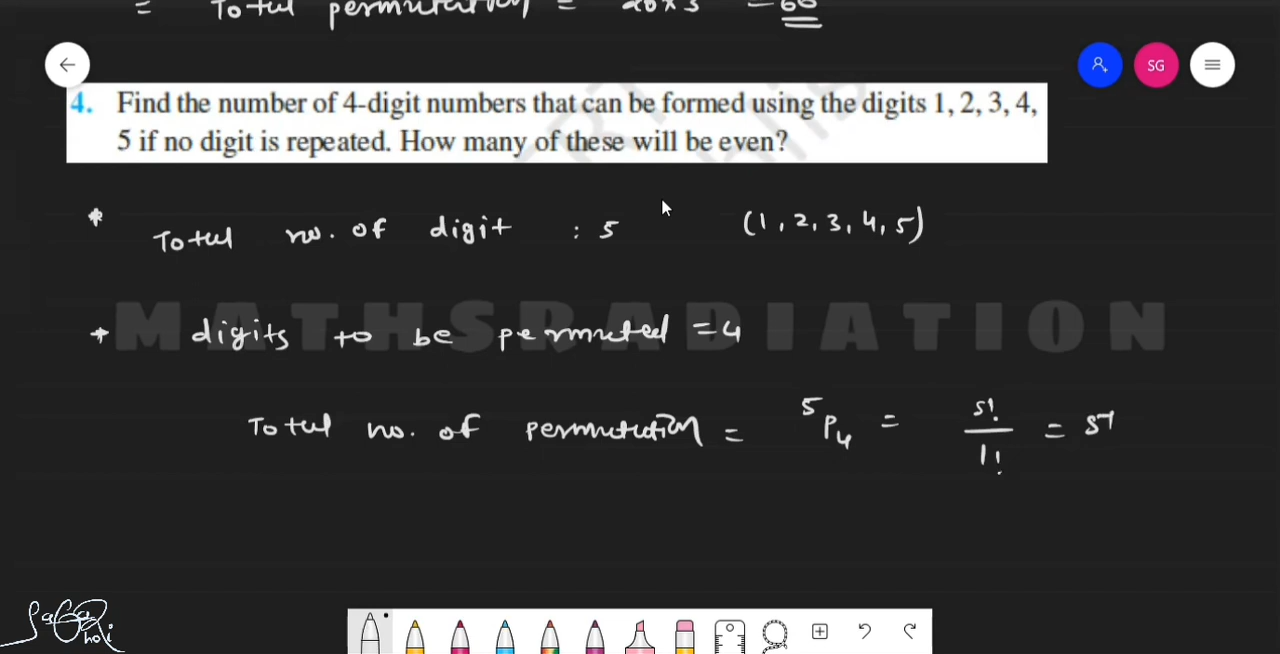 = Total permutation = 20 x 3 = 60
SG
4. Find the number of 4-digit numbers that can be formed using the digits 1, 2, 3, 4,
5 if no digit is repeated. How many of these will be even?
* Total no. of digit : 5 (1, 2, 3, 4, 5)
MATHSRADIATION
* digits to be permuted = 4
Total no. of permutation = ⁵P₄ = 5!/1! = 5